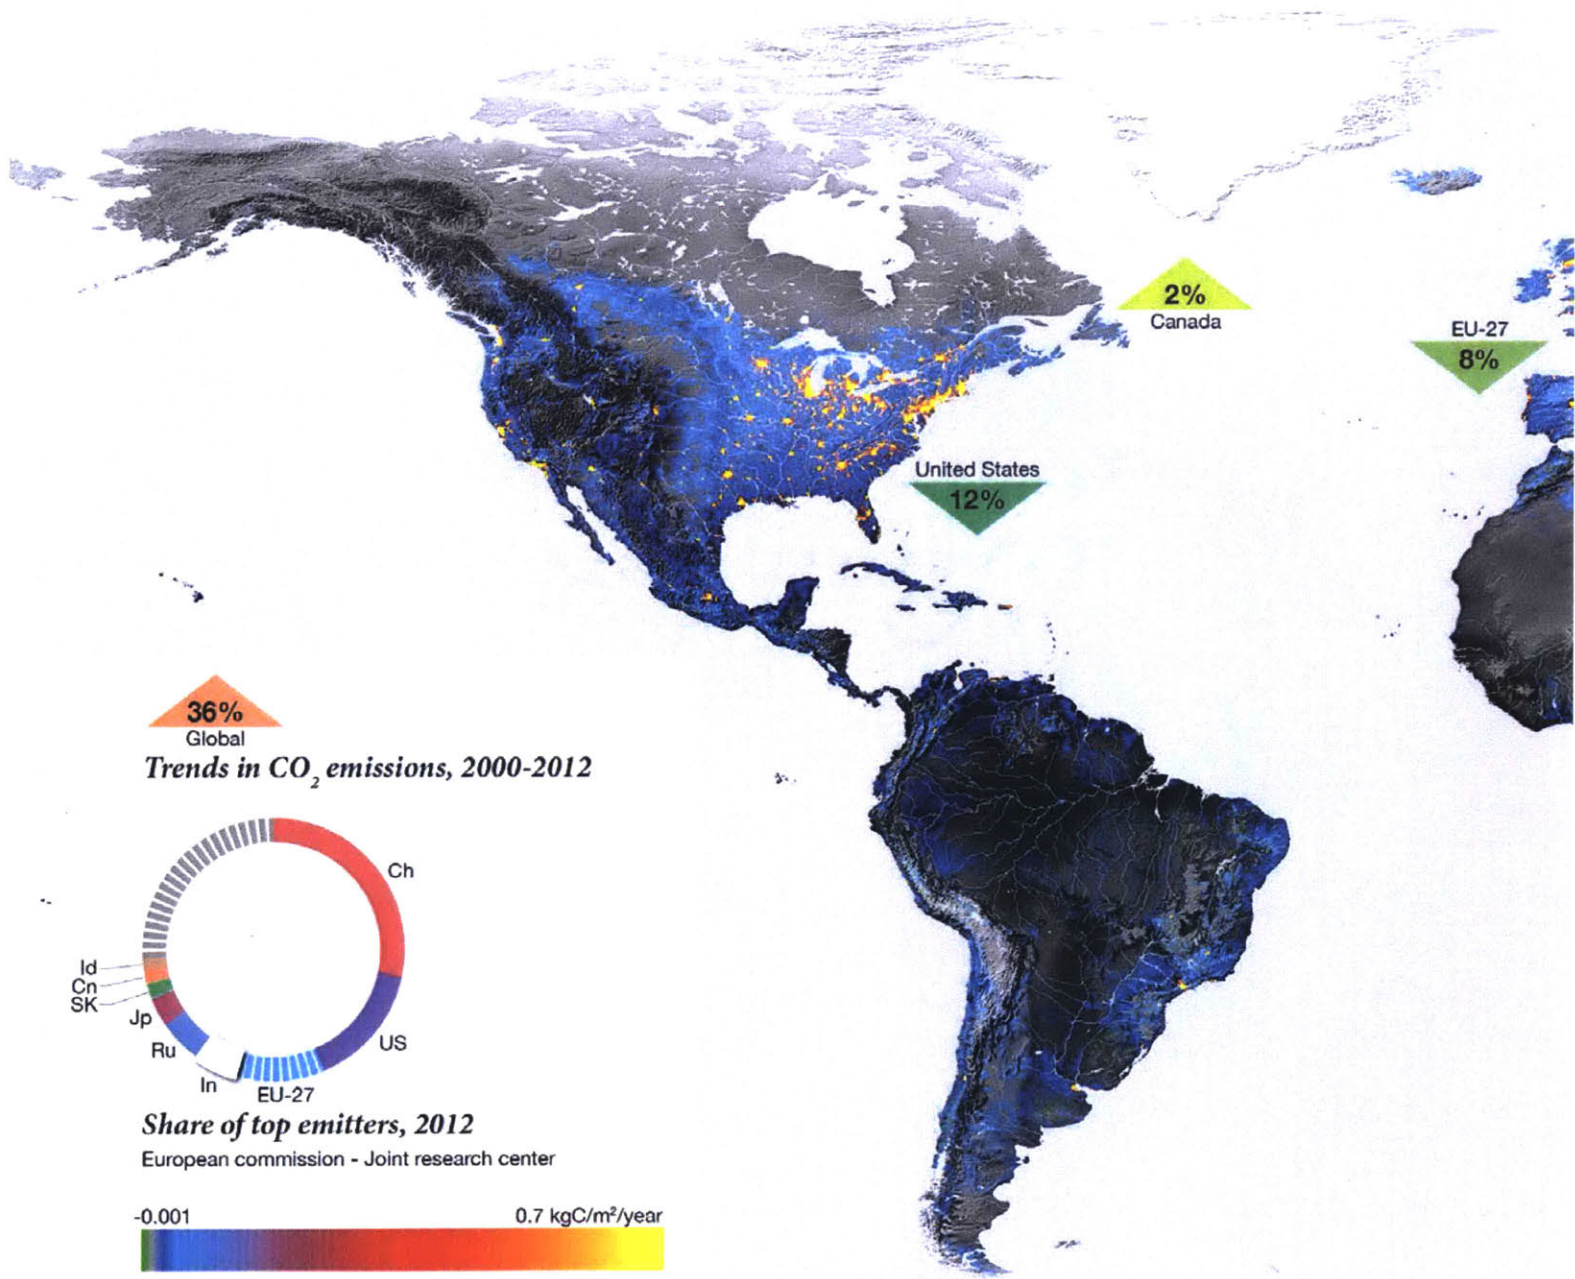 2%
Canada
EU-27
8%
United States
12%
36%
Global
Trends in CO₂ emissions, 2000-2012
Ch
Id
Cn
SK
Jp
Ru
In
EU-27
US
Share of top emitters, 2012
European commission - Joint research center
-0.001 0.7 kgC/m²/year